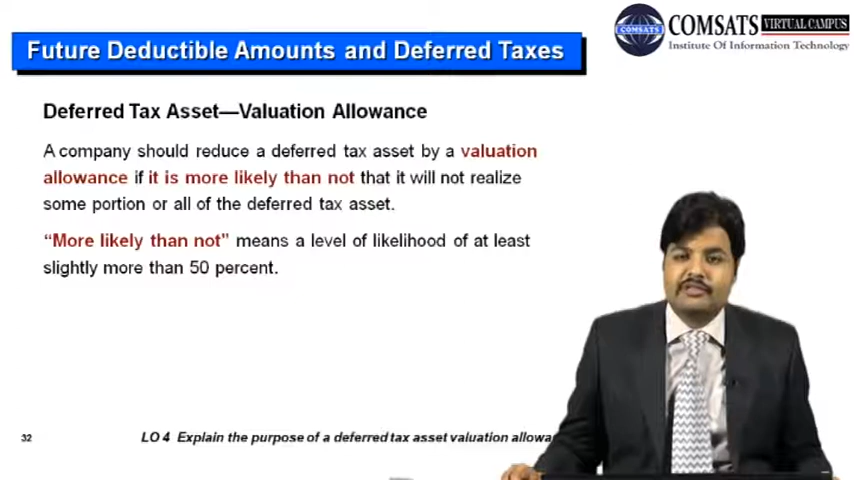 Future Deductible Amounts and Deferred Taxes
COMSATS
COMSATS VIRTUAL CAMPUS
Institute Of Information Technology
Deferred Tax Asset—Valuation Allowance
A company should reduce a deferred tax asset by a valuation
allowance if it is more likely than not that it will not realize
some portion or all of the deferred tax asset.
“More likely than not” means a level of likelihood of at least
slightly more than 50 percent.
32
LO 4 Explain the purpose of a deferred tax asset valuation